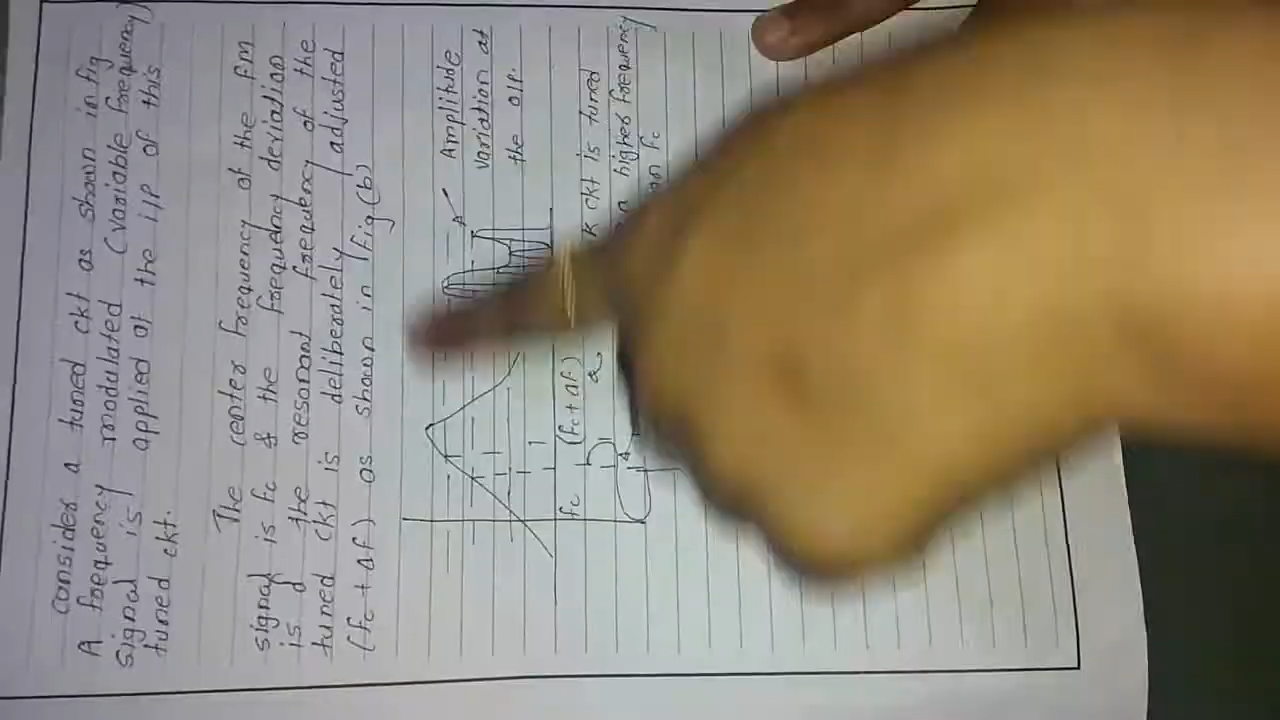 consider a tuned ckt as shown in fig
A frequency modulated (variable frequency)
signal is applied at the i/p of this
tuned ckt.
The center frequency of the FM
signal is fc & the frequency deviation
is d the resonant frequency of the
tuned ckt is deliberately adjusted
(fc + Δf) as shown in fig (b)
A
Amplitude
variation at
the o/p.
fc (fc + Δf)
K ckt is tuned
higher frequency
fc